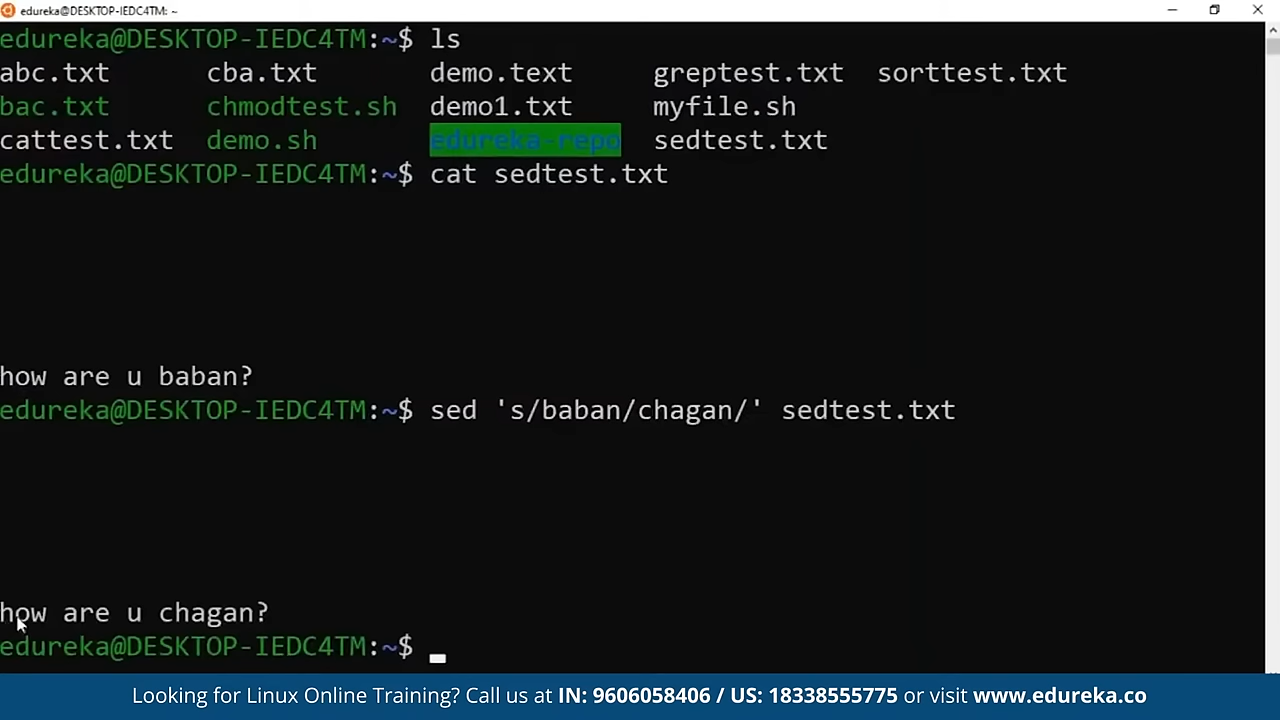 edureka@DESKTOP-IEDC4TM: ~
edureka@DESKTOP-IEDC4TM:~$ ls
abc.txt cba.txt demo.text greptest.txt sorttest.txt
bac.txt chmodtest.sh demo1.txt myfile.sh
cattest.txt demo.sh edureka-repo sedtest.txt
edureka@DESKTOP-IEDC4TM:~$ cat sedtest.txt
how are u baban?
edureka@DESKTOP-IEDC4TM:~$ sed 's/baban/chagan/' sedtest.txt
how are u chagan?
edureka@DESKTOP-IEDC4TM:~$
Looking for Linux Online Training? Call us at IN: 9606058406 / US: 18338555775 or visit www.edureka.co